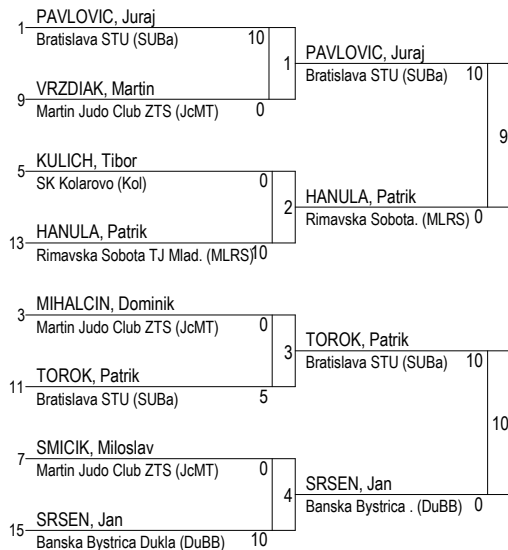 1 PAVLOVIC, Juraj
Bratislava STU (SUBa) 10
1
PAVLOVIC, Juraj
Bratislava STU (SUBa) 10
9 VRZDIAK, Martin
Martin Judo Club ZTS (JcMT) 0
9
5 KULICH, Tibor
SK Kolarovo (Kol) 0
2
HANULA, Patrik
Rimavska Sobota. (MLRS) 0
13 HANULA, Patrik
Rimavska Sobota TJ Mlad. (MLRS) 10
3 MIHALCIN, Dominik
Martin Judo Club ZTS (JcMT) 0
3
TOROK, Patrik
Bratislava STU (SUBa) 10
11 TOROK, Patrik
Bratislava STU (SUBa) 5
10
7 SMICIK, Miloslav
Martin Judo Club ZTS (JcMT) 0
4
SRSEN, Jan
Banska Bystrica . (DuBB) 0
15 SRSEN, Jan
Banska Bystrica Dukla (DuBB) 10